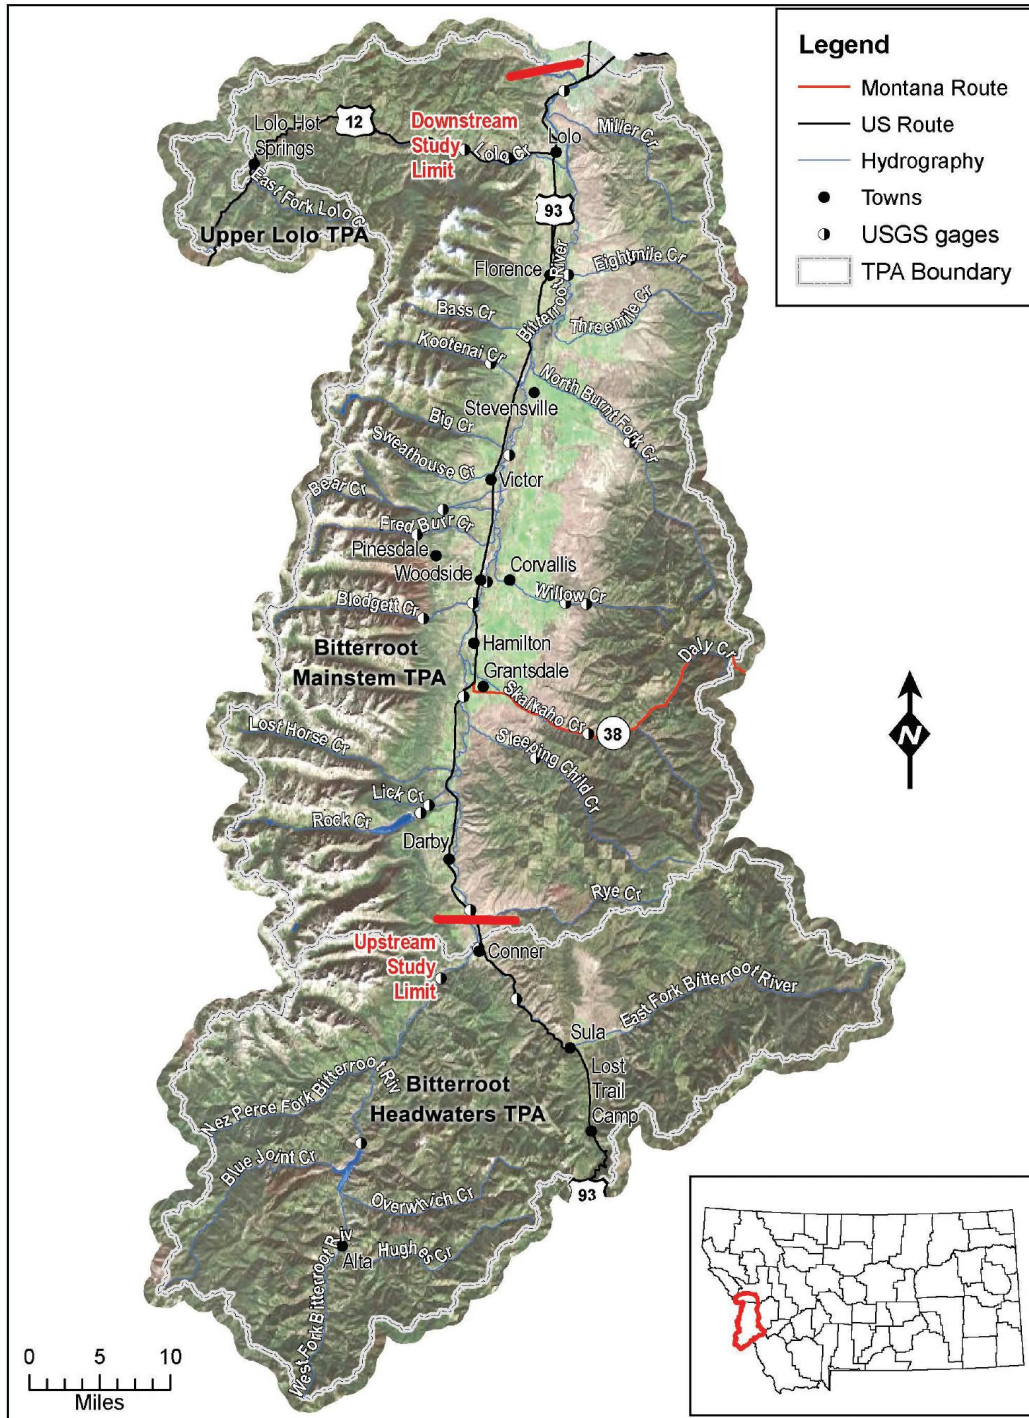 Legend
Montana Route
US Route
Hydrography
Towns
USGS gages
TPA Boundary
12
Lolo Hot
Springs
Downstream
Study
Limit
Lolo Cr
Lolo
Miller Cr
East Fork Lolo C
Upper Lolo TPA
93
Florence
Eightmile Cr
Bitterroot River
Bass Cr
Threemile Cr
Kootenai Cr
North Burnt Fork Cr
Stevensville
Big Cr
Sweathouse Cr
Victor
Bear Cr
Fred Burr Cr
Pinesdale
Woodside
Corvallis
Willow Cr
Blodgett Cr
Hamilton
Bitterroot
Mainstem TPA
Daly Cr
Grantsdale
Skalkaho Cr
38
Lost Horse Cr
Sleeping Child Cr
Lick Cr
Rock Cr
Darby
Rye Cr
Upstream
Study
Limit
Conner
East Fork Bitterroot River
Sula
Lost
Trail
Camp
Nez Perce Fork Bitterroot Riv
Bitterroot
Headwaters TPA
Blue Joint Cr
Overwhich Cr
93
Hughes Cr
Alta
West Fork Bitterroot Riv
N
0 5 10
Miles